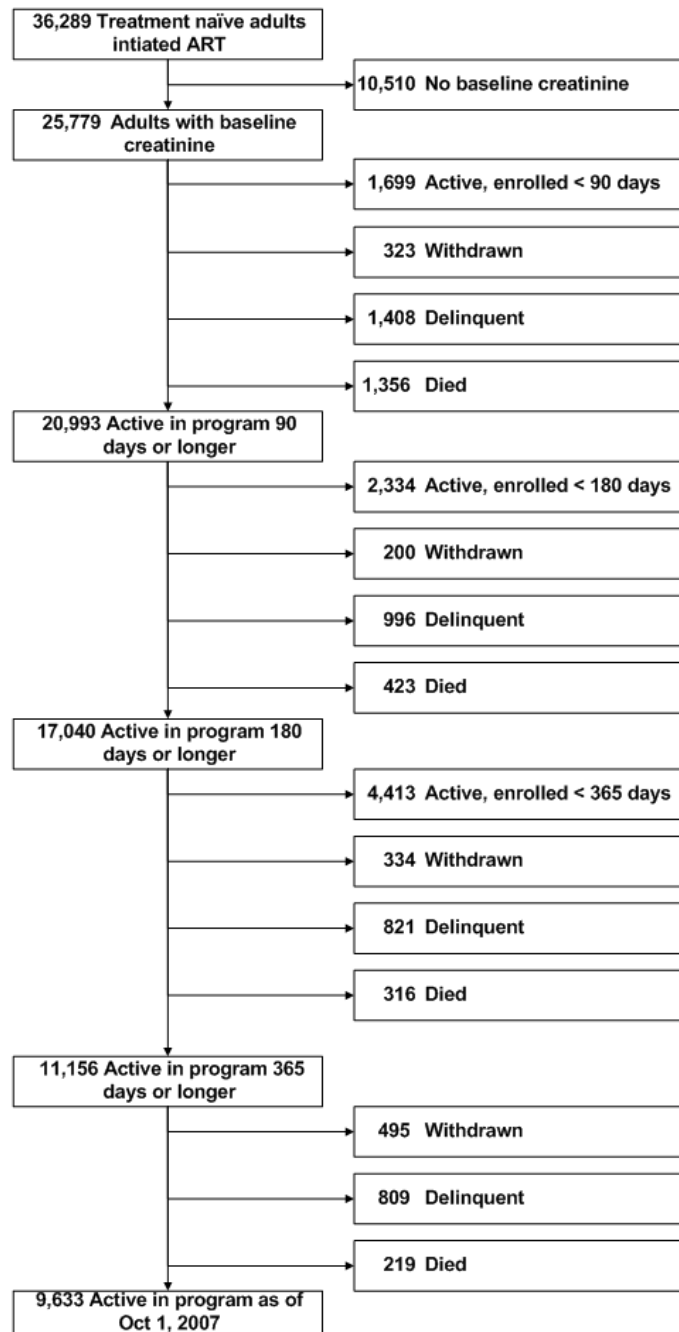 36,289 Treatment naïve adults
intiated ART
10,510 No baseline creatinine
25,779 Adults with baseline
creatinine
1,699 Active, enrolled < 90 days
323 Withdrawn
1,408 Delinquent
1,356 Died
20,993 Active in program 90
days or longer
2,334 Active, enrolled < 180 days
200 Withdrawn
996 Delinquent
423 Died
17,040 Active in program 180
days or longer
4,413 Active, enrolled < 365 days
334 Withdrawn
821 Delinquent
316 Died
11,156 Active in program 365
days or longer
495 Withdrawn
809 Delinquent
219 Died
9,633 Active in program as of
Oct 1, 2007